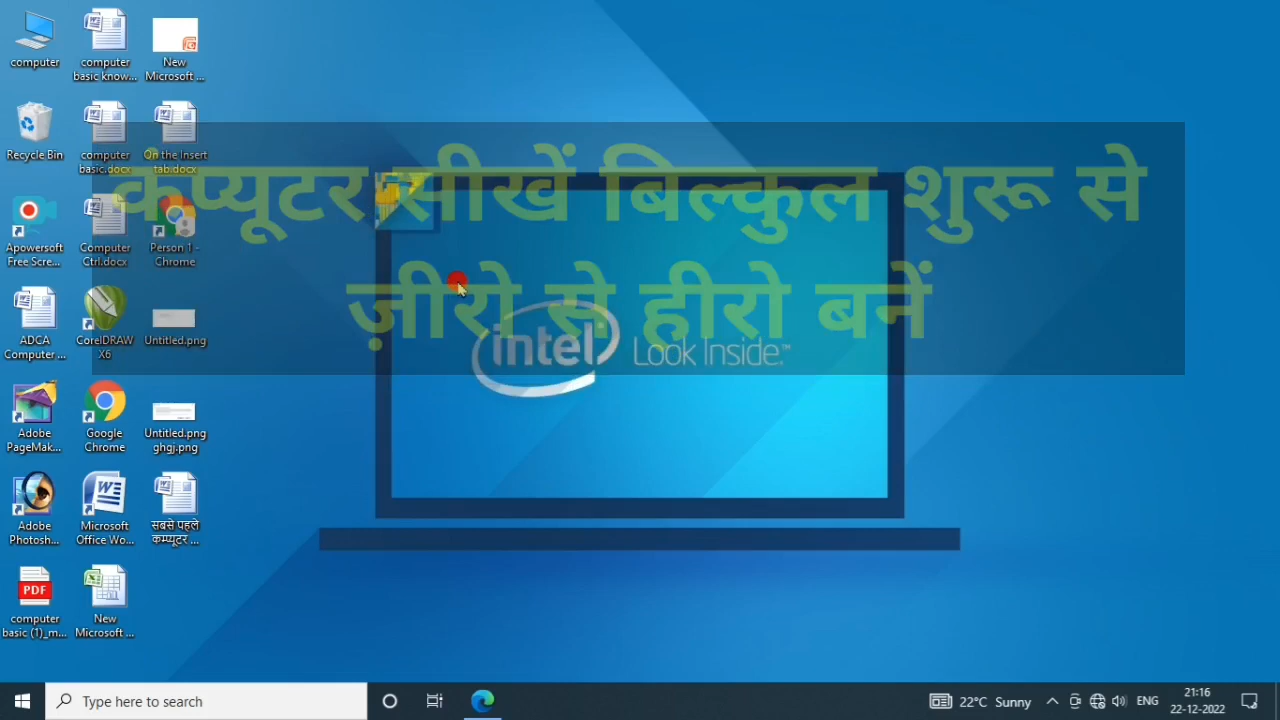 computer
computer
basic know...
New
Microsoft ...
Recycle Bin
computer
basic.docx
On the Insert
tab.docx
कंप्यूटर सीखें बिल्कुल शुरू से
ज़ीरो से हीरो बनें
Apowersoft
Free Scre...
Computer
Ctrl.docx
Person 1 -
Chrome
ADCA
Computer ...
CorelDRAW
X6
Untitled.png
intel
Look Inside.™
Adobe
PageMak...
Google
Chrome
Untitled.png
ghgj.png
Adobe
Photosh...
Microsoft
Office Wo...
सबसे पहले
कम्प्यूटर ...
PDF
computer
basic (1)_m...
New
Microsoft ...
Type here to search
22°C Sunny
ENG
21:16
22-12-2022